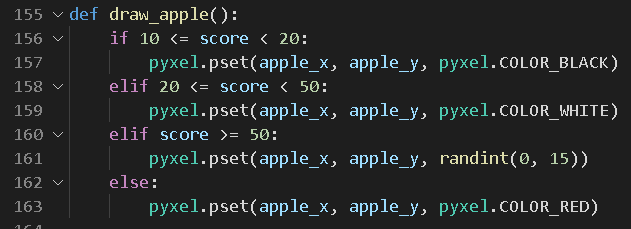 155 def draw_apple():
156     if 10 <= score < 20:
157         pyxel.pset(apple_x, apple_y, pyxel.COLOR_BLACK)
158     elif 20 <= score < 50:
159         pyxel.pset(apple_x, apple_y, pyxel.COLOR_WHITE)
160     elif score >= 50:
161         pyxel.pset(apple_x, apple_y, randint(0, 15))
162     else:
163         pyxel.pset(apple_x, apple_y, pyxel.COLOR_RED)